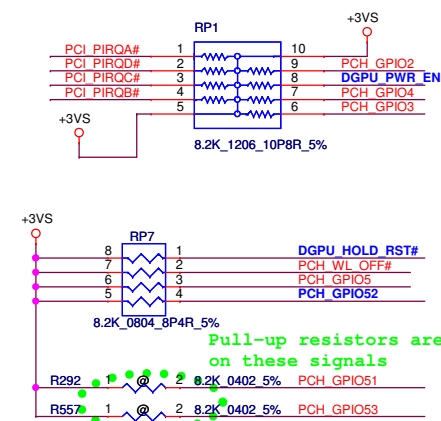 +3VS
RP1
PCI_PIRQA# 1 10
PCI_PIRQD# 2 9 PCH_GPIO2
PCI_PIRQC# 3 8 DGPU_PWR_EN
PCI_PIRQB# 4 7 PCH_GPIO4
5 6 PCH_GPIO3
+3VS
8.2K_1206_10P8R_5%
+3VS
RP7
8 1 DGPU_HOLD_RST#
7 2 PCH_WL_OFF#
6 3 PCH_GPIO5
5 4 PCH_GPIO52
8.2K_0804_8P4R_5%
Pull-up resistors are
on these signals
R292 1 @ 2 8.2K_0402_5% PCH_GPIO51
R557 1 @ 2 8.2K_0402_5% PCH_GPIO53